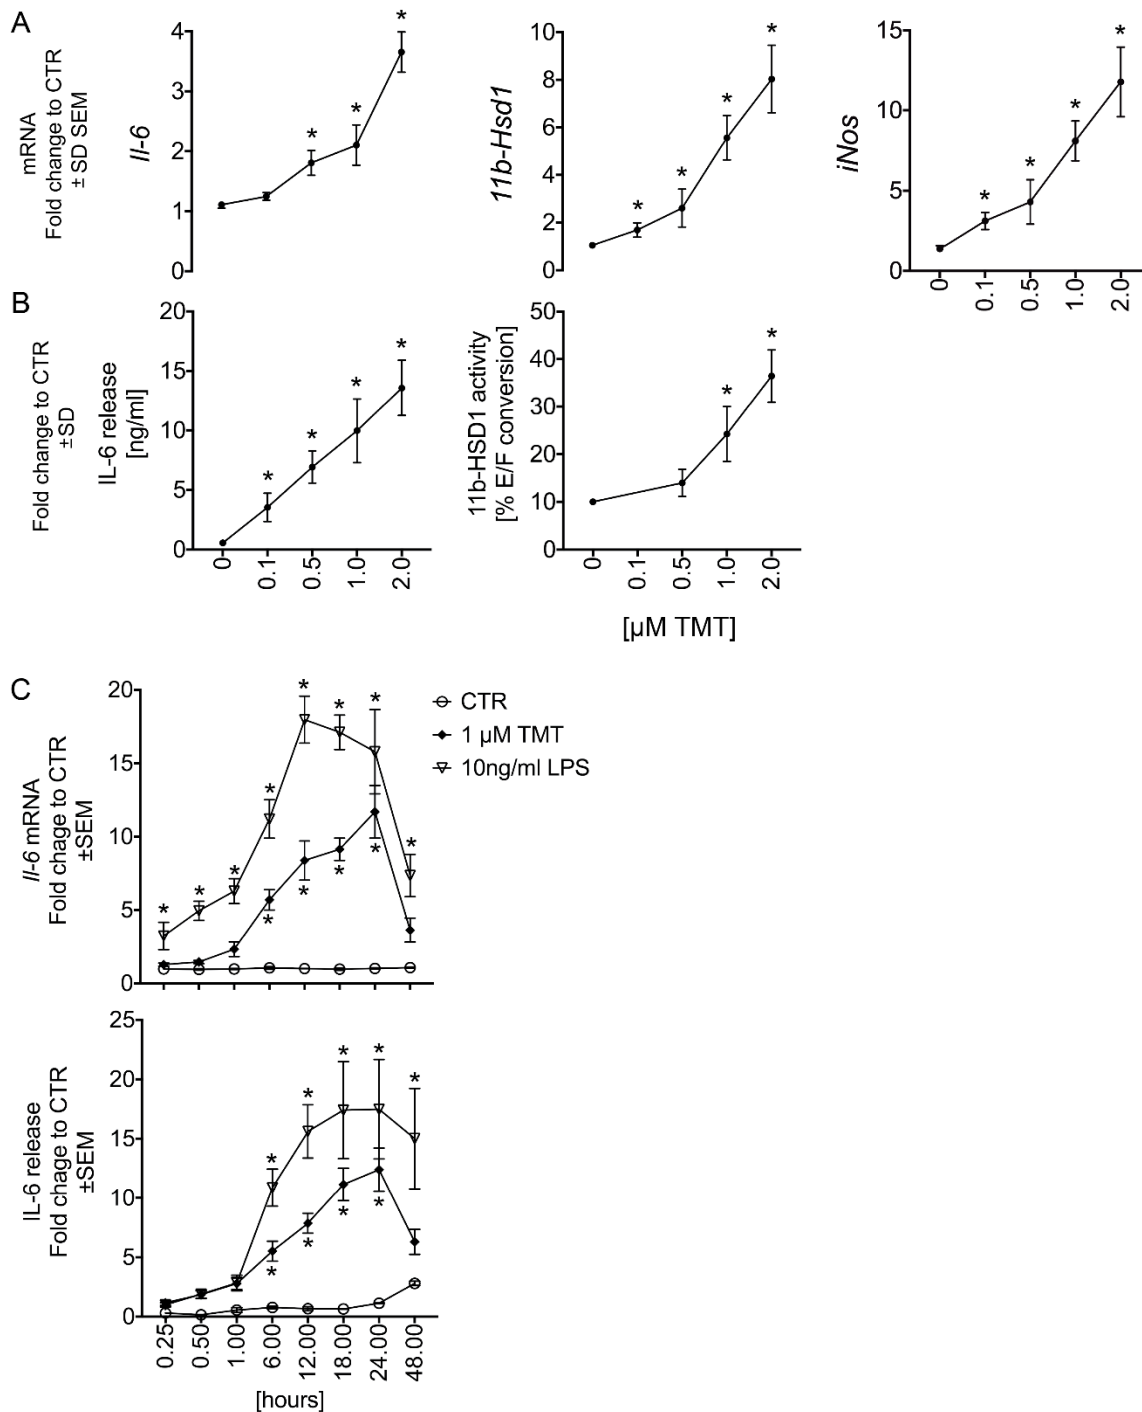 A
mRNA
Fold change to CTR
± SD SEM
Il-6
4
3
2
1
0
* * * *
11b-Hsd1
10
8
6
4
2
0
* * * *
iNos
15
10
5
0
* * * *
0 0.1 0.5 1.0 2.0
B
Fold change to CTR
±SD
IL-6 release
[ng/ml]
20
15
10
5
0
* * * *
0 0.1 0.5 1.0 2.0
11b-HSD1 activity
[% E/F conversion]
50
40
30
20
10
0
* *
0 0.1 0.5 1.0 2.0
[µM TMT]
C
Il-6 mRNA
Fold chage to CTR
±SEM
20
15
10
5
0
* * * * * * * *
* * * *
CTR
1 µM TMT
10ng/ml LPS
IL-6 release
Fold chage to CTR
±SEM
25
20
15
10
5
0
* * * * *
* * * *
0.25 0.50 1.00 6.00 12.00 18.00 24.00 48.00
[hours]